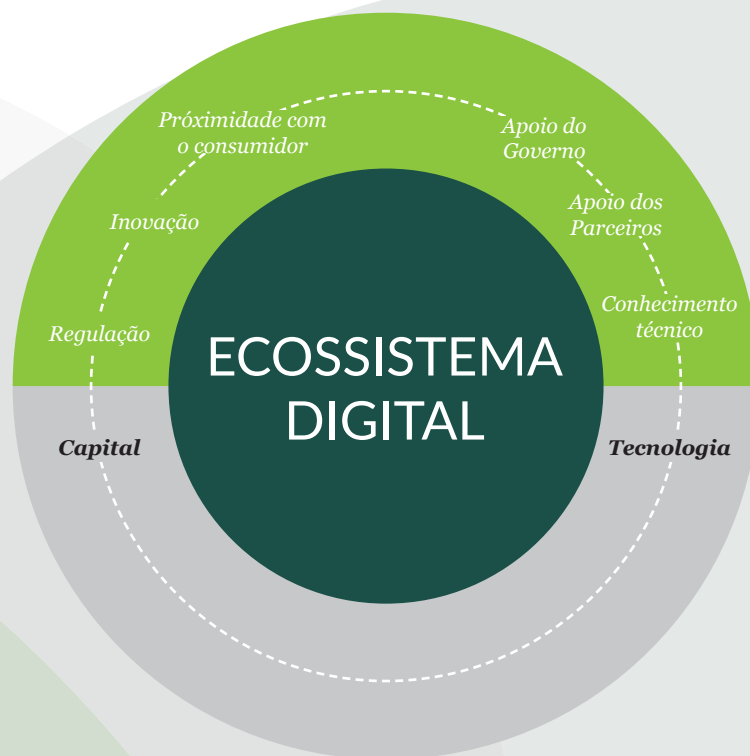 Próximidade com
o consumidor
Apoio do
Governo
Inovação
Apoio dos
Parceiros
Regulação
Conhecimento
técnico
ECOSSISTEMA
DIGITAL
Capital
Tecnologia